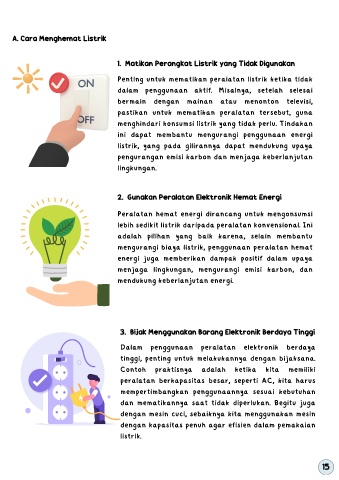 A. Cara Menghemat Listrik
1. Matikan Perangkat Listrik yang Tidak Digunakan
ON
OFF
Penting untuk mematikan peralatan listrik ketika tidak
dalam penggunaan aktif. Misalnya, setelah selesai
bermain dengan mainan atau menonton televisi,
pastikan untuk mematikan peralatan tersebut, guna
menghindari konsumsi listrik yang tidak perlu. Tindakan
ini dapat membantu mengurangi penggunaan energi
listrik, yang pada gilirannya dapat mendukung upaya
pengurangan emisi karbon dan menjaga keberlanjutan
lingkungan.
2. Gunakan Peralatan Elektronik Hemat Energi
Peralatan hemat energi dirancang untuk mengonsumsi
lebih sedikit listrik daripada peralatan konvensional. Ini
adalah pilihan yang baik karena, selain membantu
mengurangi biaya listrik, penggunaan peralatan hemat
energi juga memberikan dampak positif dalam upaya
menjaga lingkungan, mengurangi emisi karbon, dan
mendukung keberlanjutan energi.
3. Bijak Menggunakan Barang Elektronik Berdaya Tinggi
Dalam penggunaan peralatan elektronik berdaya
tinggi, penting untuk melakukannya dengan bijaksana.
Contoh praktisnya adalah ketika kita memiliki
peralatan berkapasitas besar, seperti AC, kita harus
mempertimbangkan penggunaannya sesuai kebutuhan
dan mematikannya saat tidak diperlukan. Begitu juga
dengan mesin cuci, sebaiknya kita menggunakan mesin
dengan kapasitas penuh agar efisien dalam pemakaian
listrik.
15